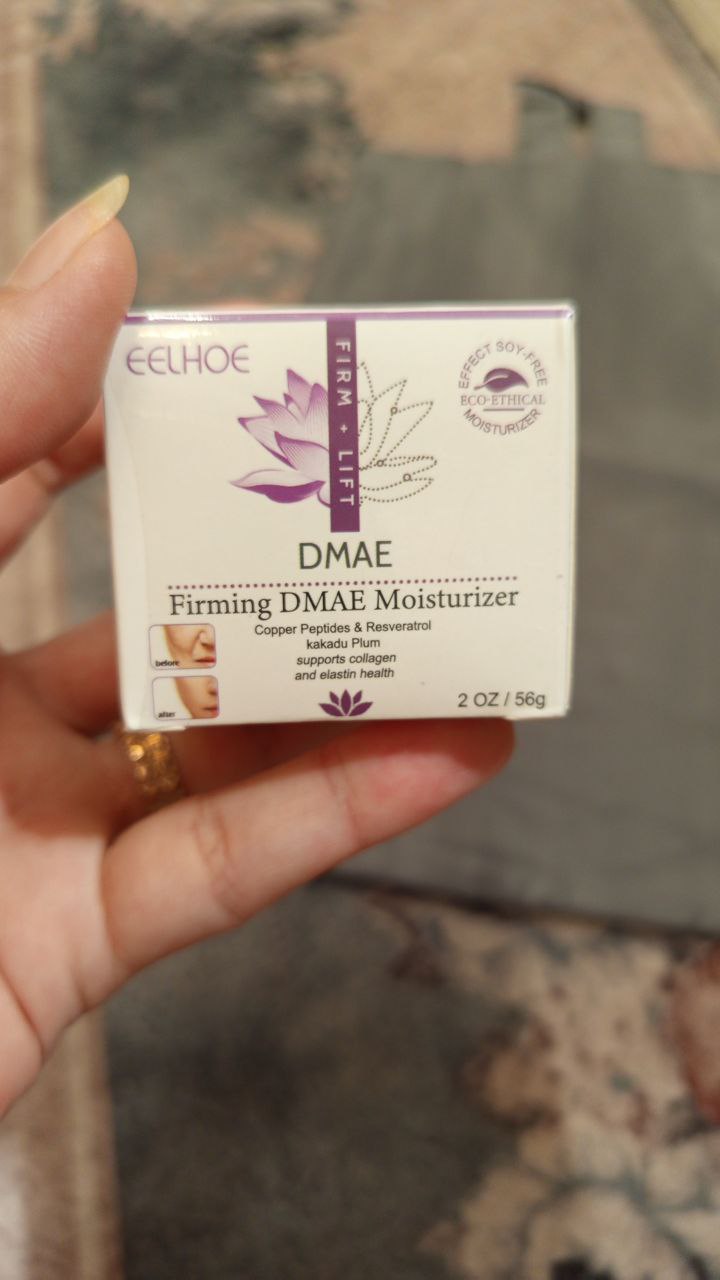 EELHOE
FIRM + LIFT
EFFECT SOY-FREE
ECO-ETHICAL
MOISTURIZER
DMAE
Firming DMAE Moisturizer
Copper Peptides & Resveratrol
kakadu Plum
supports collagen
and elastin health
before
after
2 OZ / 56g